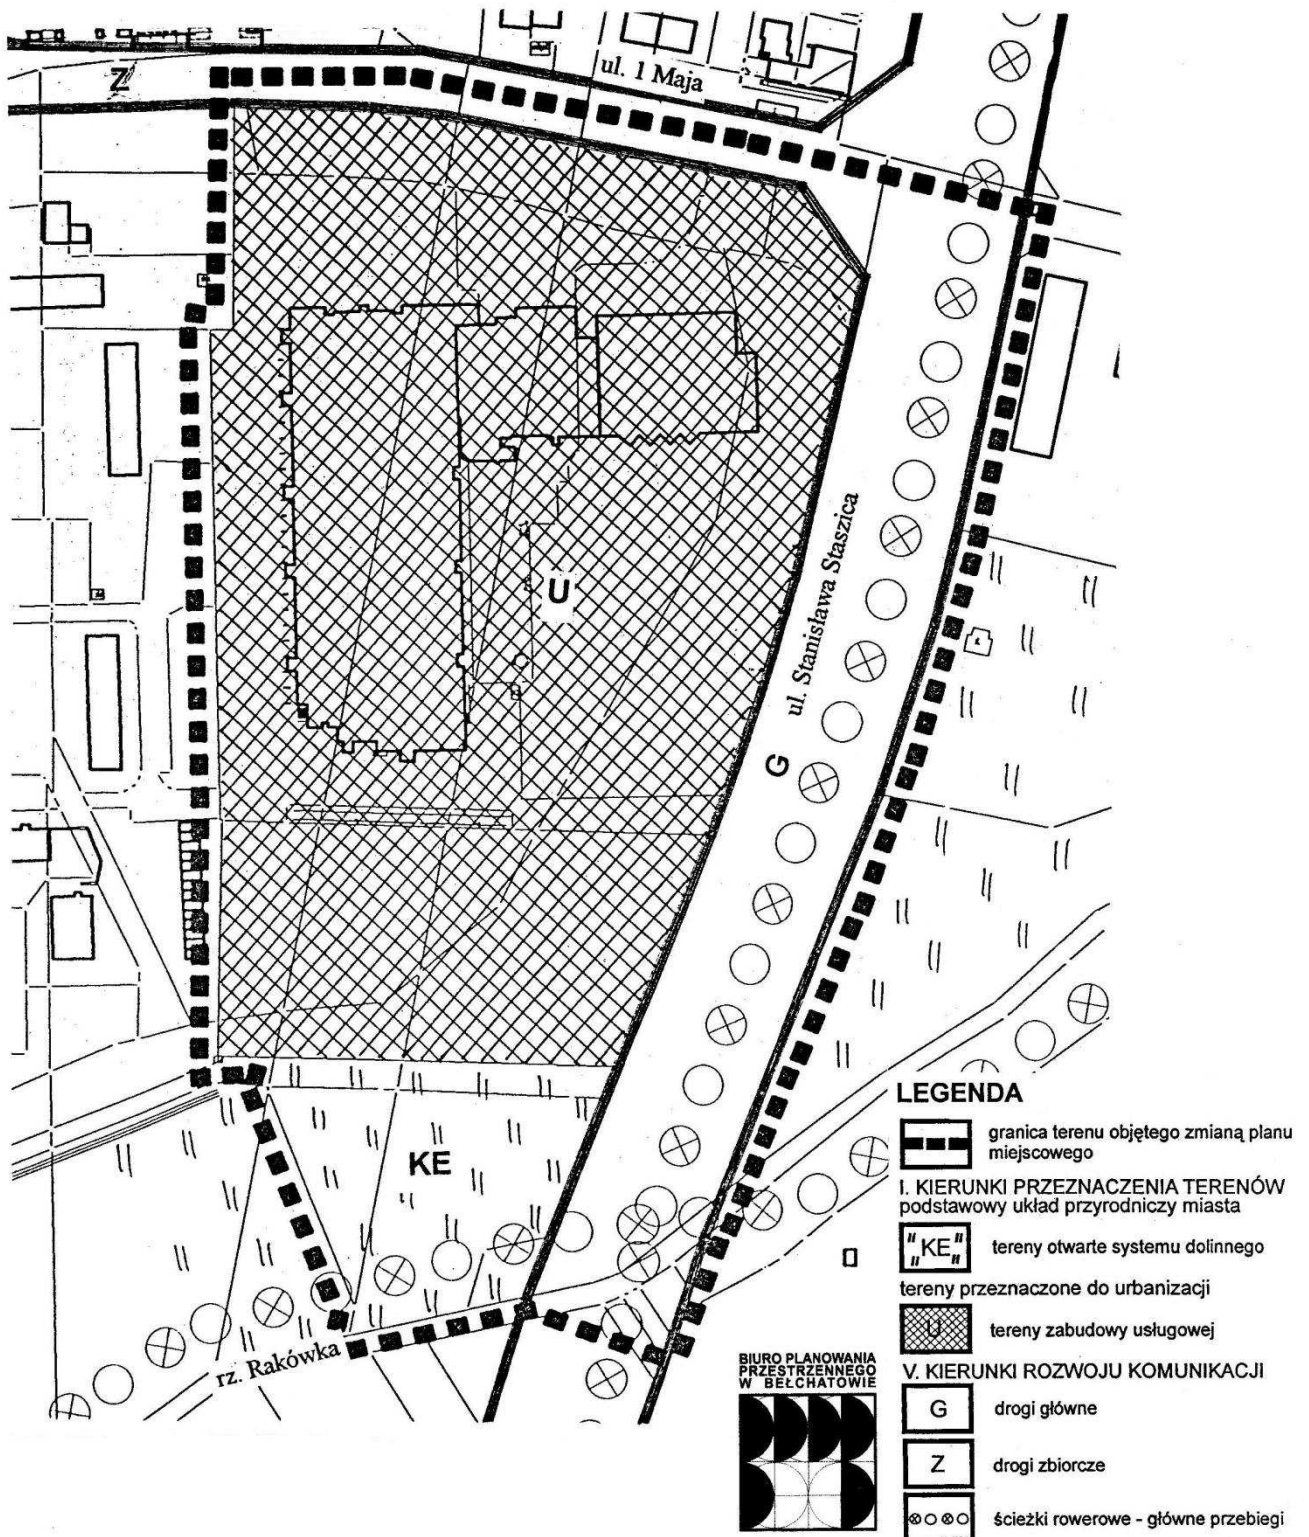 Z
ul. 1 Maja
U
ul. Stanisława Staszica
G
KE
rz. Rakówka
LEGENDA
granica terenu objętego zmianą planu
miejscowego
I. KIERUNKI PRZEZNACZENIA TERENÓW
podstawowy układ przyrodniczy miasta
"KE"
tereny otwarte systemu dolinnego
tereny przeznaczone do urbanizacji
U
tereny zabudowy usługowej
V. KIERUNKI ROZWOJU KOMUNIKACJI
G
drogi główne
Z
drogi zbiorcze
ścieżki rowerowe - główne przebiegi
BIURO PLANOWANIA
PRZESTRZENNEGO
W BEŁCHATOWIE